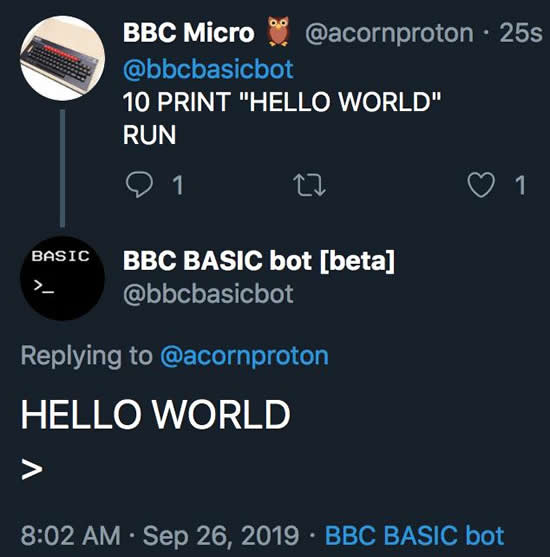 BBC Micro 🦉 @acornproton · 25s
@bbcbasicbot
10 PRINT "HELLO WORLD"
RUN
1 1
BASIC
>_
BBC BASIC bot [beta]
@bbcbasicbot
Replying to @acornproton
HELLO WORLD
>
8:02 AM · Sep 26, 2019 · BBC BASIC bot